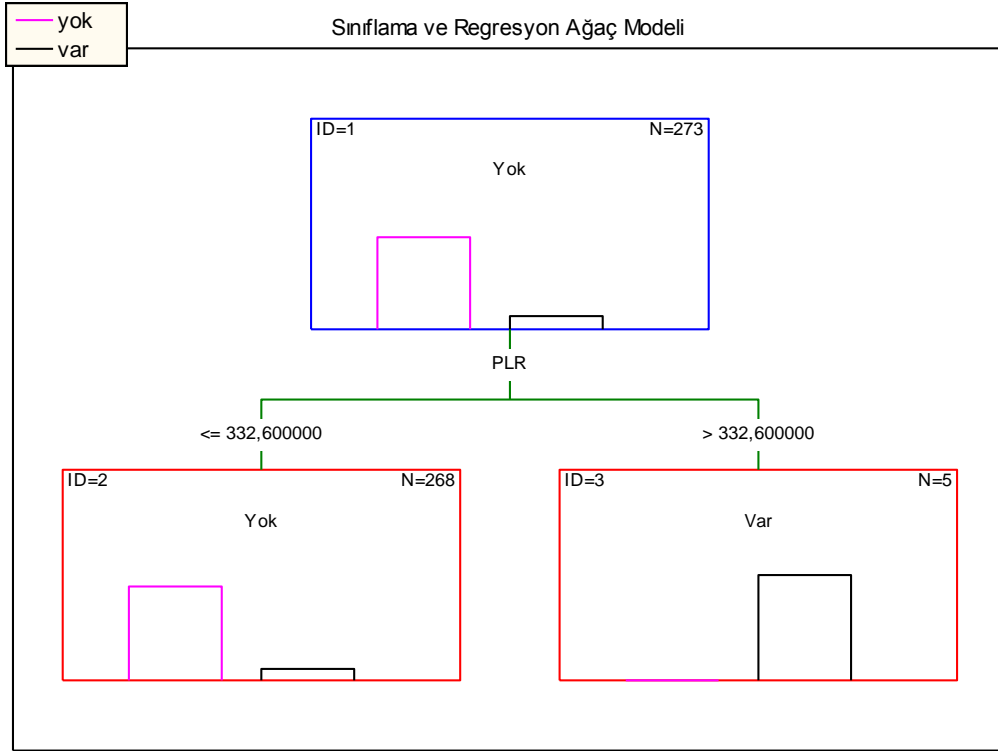 yok
var
Sınıflama ve Regresyon Ağaç Modeli
ID=1 N=273
Yok
PLR
<= 332,600000 > 332,600000
ID=2 N=268 ID=3 N=5
Yok Var